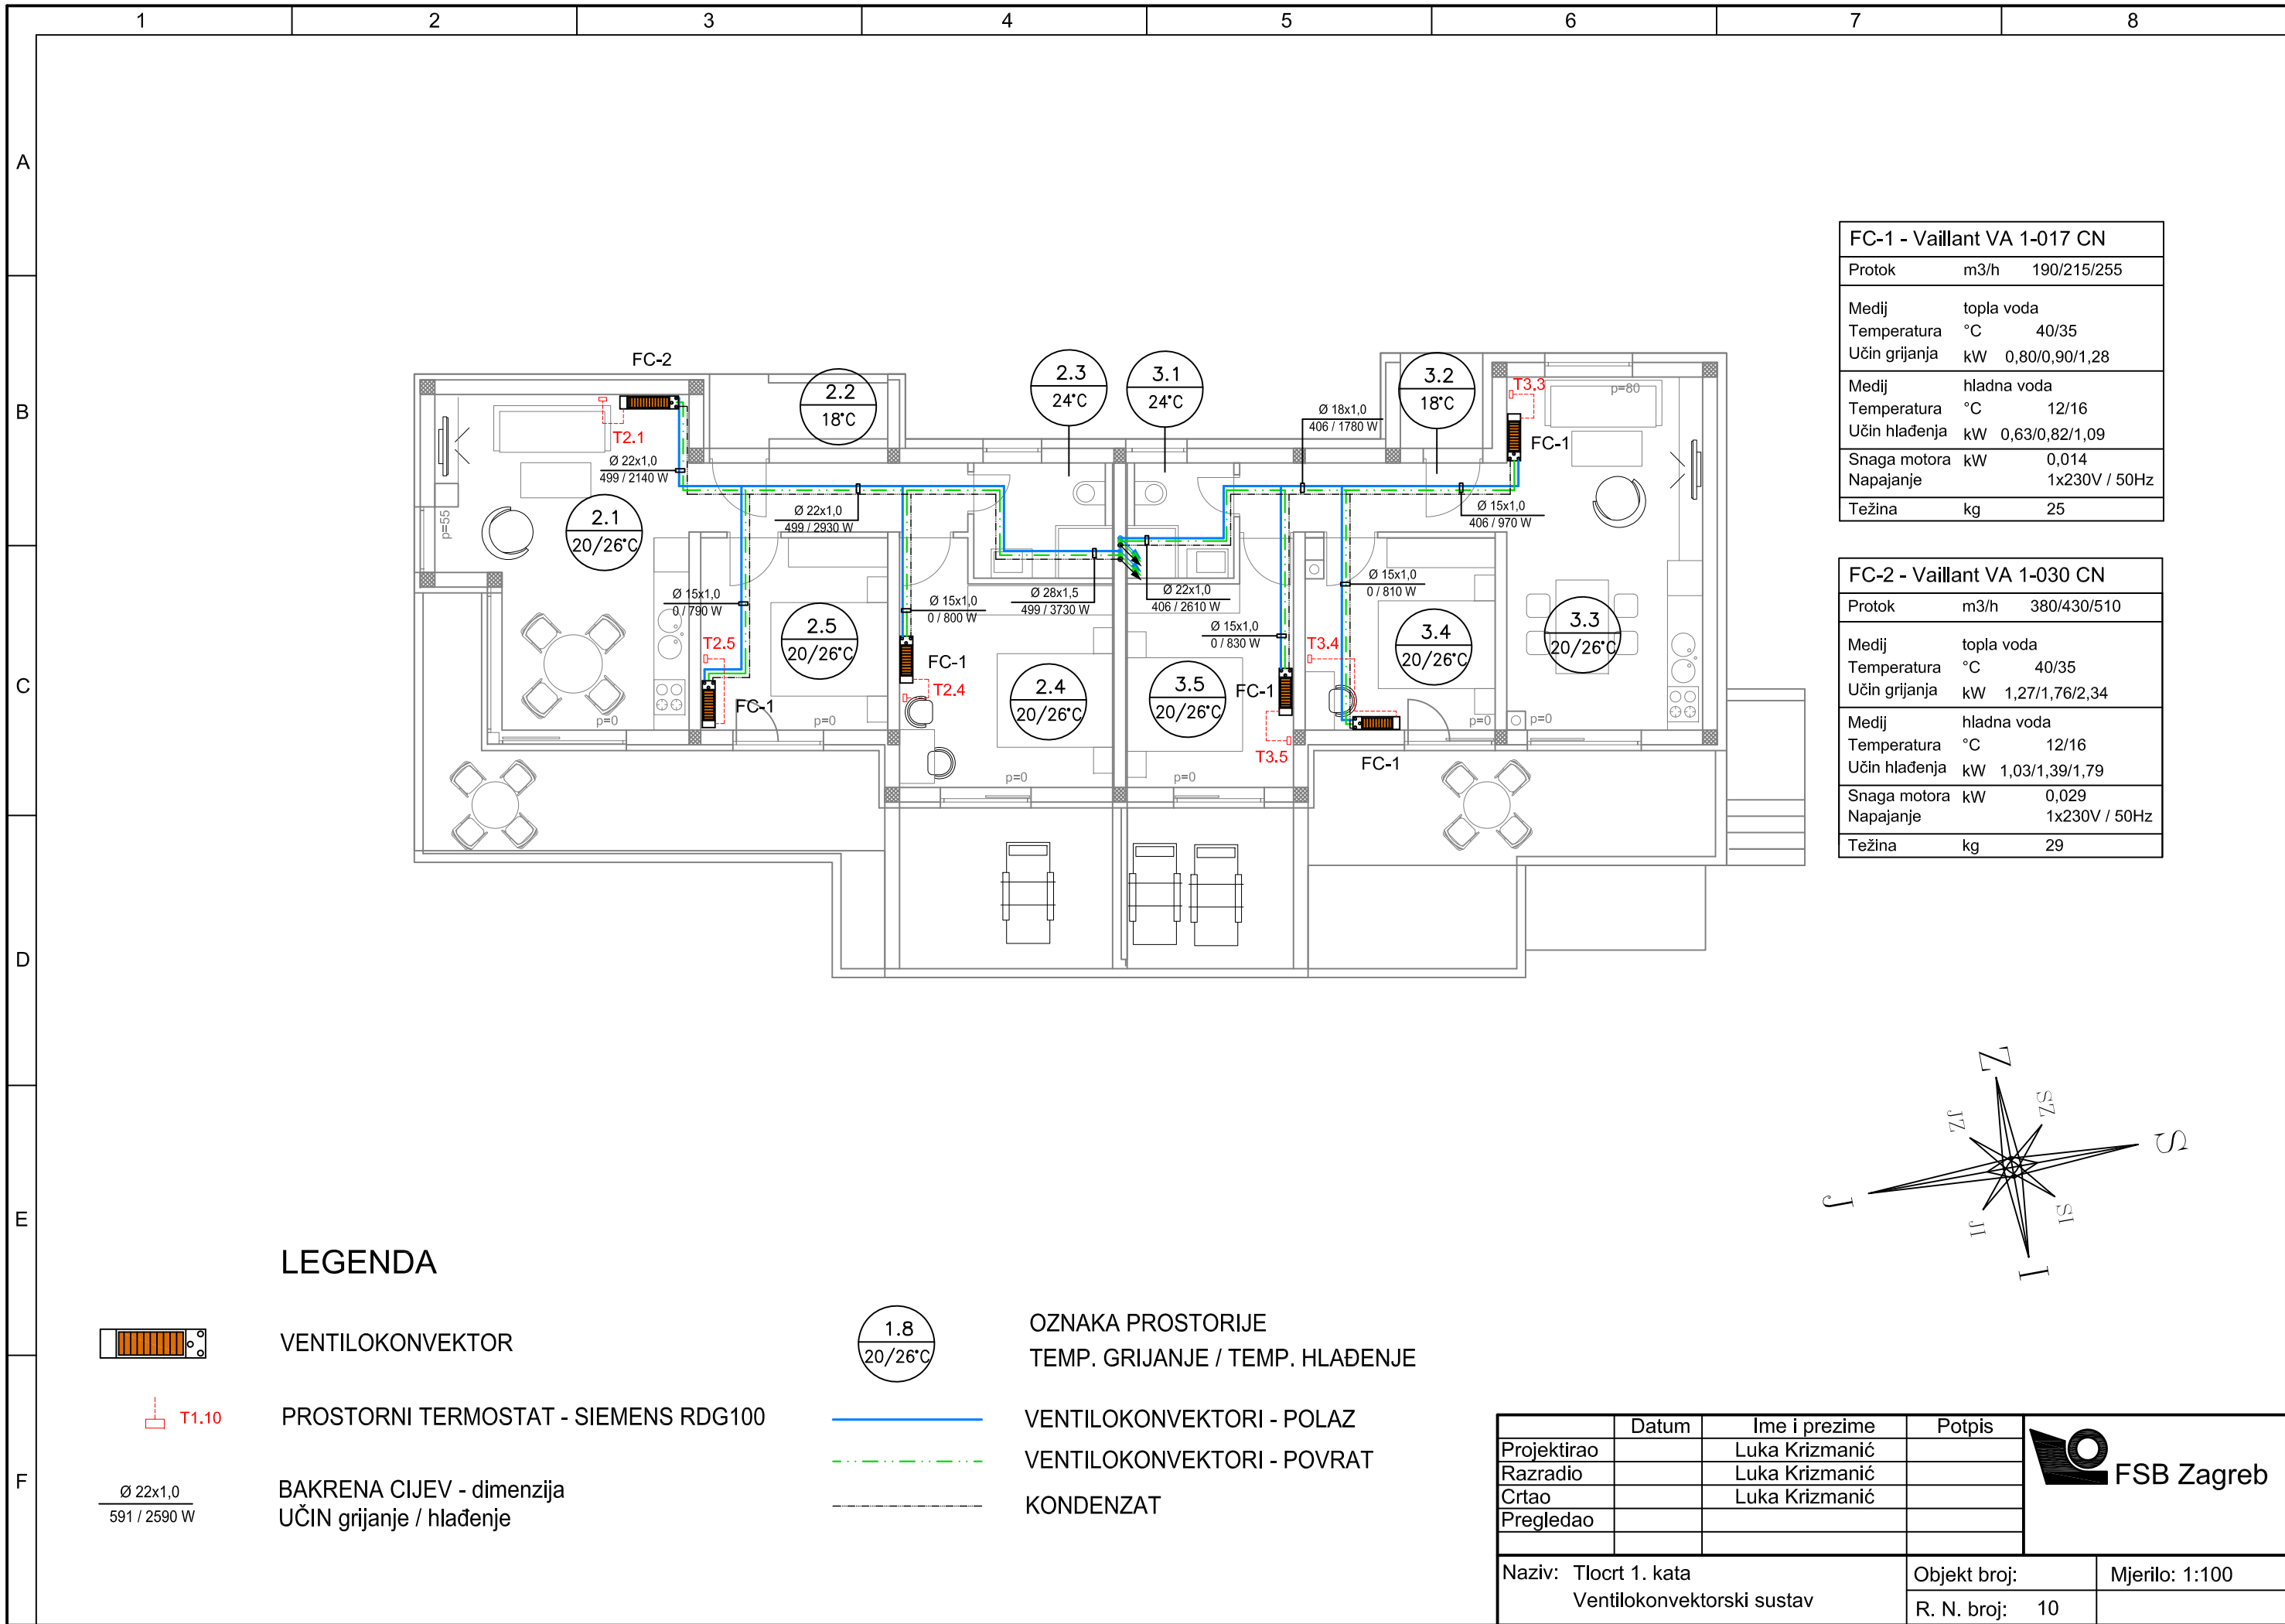 1 2 3 4 5 6 7 8
A
B
C
D
E
F
FC-1 - Vaillant VA 1-017 CN
Protok m3/h 190/215/255
Medij topla voda
Temperatura °C 40/35
Učin grijanja kW 0,80/0,90/1,28
Medij hladna voda
Temperatura °C 12/16
Učin hlađenja kW 0,63/0,82/1,09
Snaga motora kW 0,014
Napajanje 1x230V / 50Hz
Težina kg 25
FC-2 - Vaillant VA 1-030 CN
Protok m3/h 380/430/510
Medij topla voda
Temperatura °C 40/35
Učin grijanja kW 1,27/1,76/2,34
Medij hladna voda
Temperatura °C 12/16
Učin hlađenja kW 1,03/1,39/1,79
Snaga motora kW 0,029
Napajanje 1x230V / 50Hz
Težina kg 29
FC-2
T2.1
Ø 22x1,0
499 / 2140 W
p=55
2.1
20/26°C
2.2
18°C
2.3
24°C
3.1
24°C
Ø 18x1,0
406 / 1780 W
3.2
18°C
T3.3
p=80
FC-1
Ø 22x1,0
499 / 2930 W
Ø 15x1,0
406 / 970 W
Ø 15x1,0
0 / 790 W
T2.5
FC-1
2.5
20/26°C
p=0
p=0
Ø 15x1,0
0 / 800 W
FC-1
T2.4
Ø 28x1,5
499 / 3730 W
2.4
20/26°C
p=0
Ø 22x1,0
406 / 2610 W
Ø 15x1,0
0 / 830 W
3.5
20/26°C
FC-1
T3.5
p=0
Ø 15x1,0
0 / 810 W
T3.4
3.4
20/26°C
FC-1
p=0
p=0
3.3
20/26°C
Z
SZ
S
SI
I
JI
J
JZ
LEGENDA
VENTILOKONVEKTOR
T1.10
PROSTORNI TERMOSTAT - SIEMENS RDG100
Ø 22x1,0
591 / 2590 W
BAKRENA CIJEV - dimenzija
UČIN grijanje / hlađenje
1.8
20/26°C
OZNAKA PROSTORIJE
TEMP. GRIJANJE / TEMP. HLAĐENJE
VENTILOKONVEKTORI - POLAZ
VENTILOKONVEKTORI - POVRAT
KONDENZAT
Datum Ime i prezime Potpis
Projektirao Luka Krizmanić
Razradio Luka Krizmanić
Crtao Luka Krizmanić
Pregledao
FSB Zagreb
Naziv: Tlocrt 1. kata
Ventilokonvektorski sustav
Objekt broj:
R. N. broj: 10
Mjerilo: 1:100